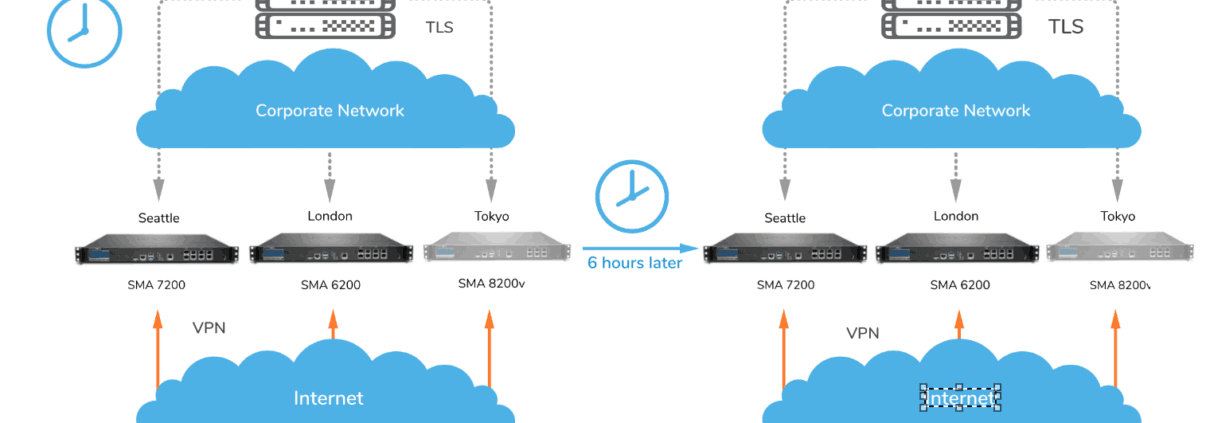 TLS
Corporate Network
Seattle
London
Tokyo
SMA 7200
SMA 6200
SMA 8200v
VPN
Internet
6 hours later
TLS
Corporate Network
Seattle
London
Tokyo
SMA 7200
SMA 6200
SMA 8200v
VPN
Internet